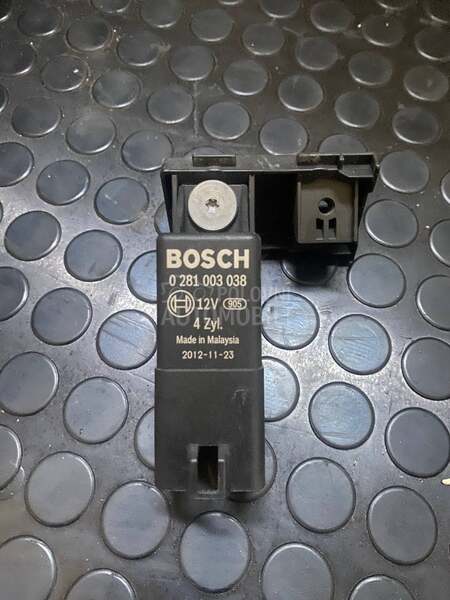 BOSCH
0 281 003 038
12V 905
4 Zyl.
Made in Malaysia
2012-11-23